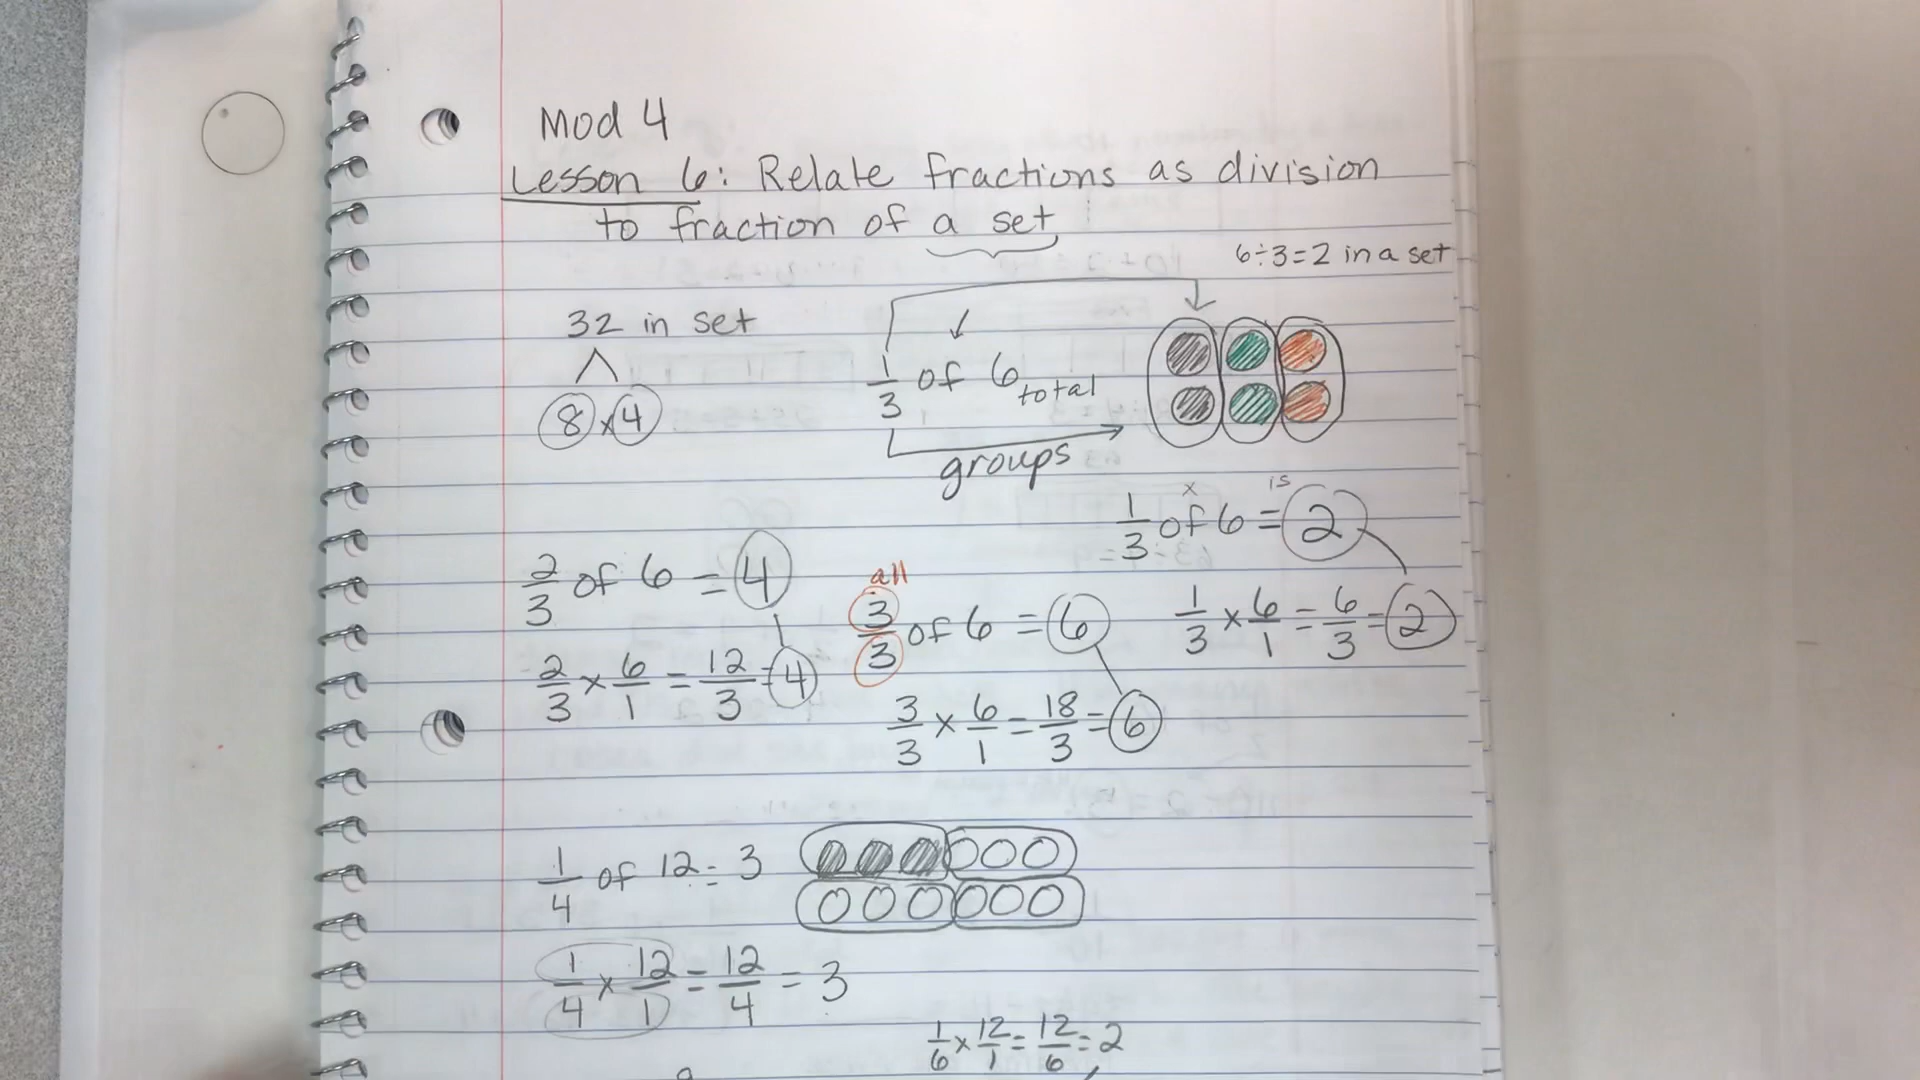 Mod 4
Lesson 6: Relate fractions as division
to fraction of a set
6÷3=2 in a set
32 in set
8 x 4
1/3 of 6 total
groups
x is
1/3 of 6 = 2
2/3 of 6 = 4
all
3/3 of 6 = 6
1/3 x 6/1 = 6/3 = 2
2/3 x 6/1 = 12/3 = 4
3/3 x 6/1 = 18/3 = 6
1/4 of 12 = 3
1/4 x 12/1 = 12/4 = 3
1/6 x 12/1 = 12/6 = 2